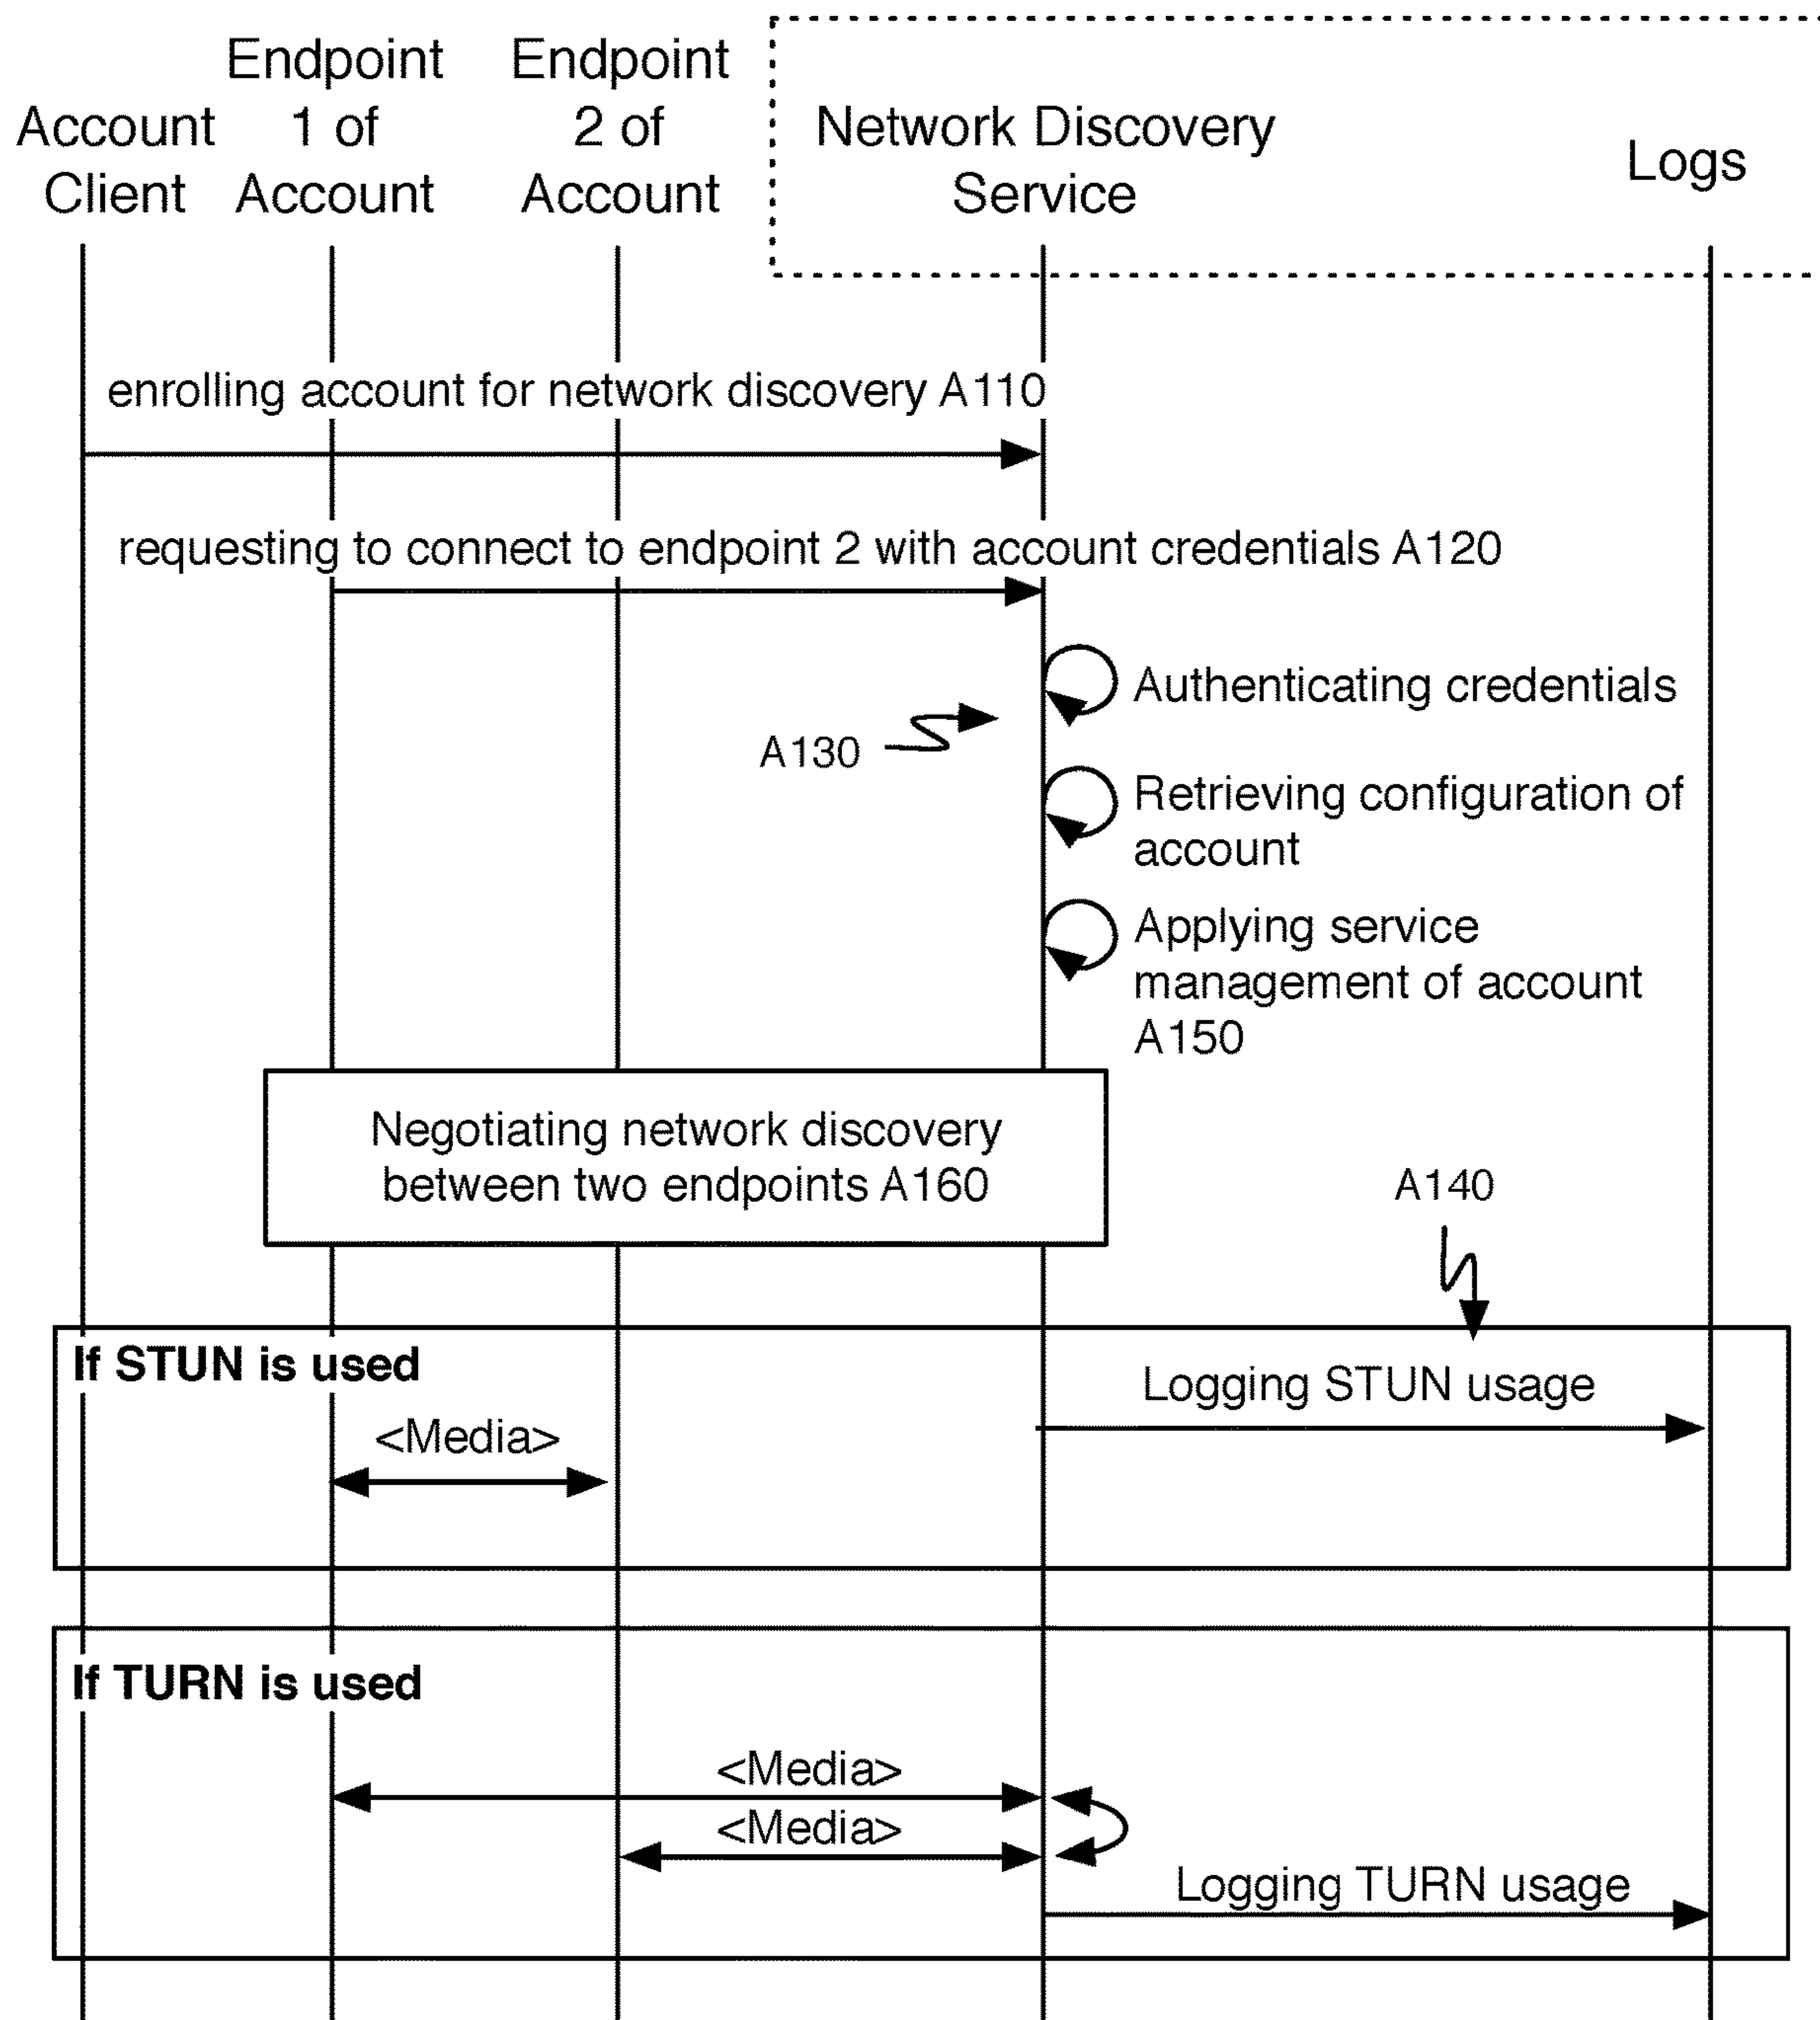 Account
Client
Endpoint
1 of
Account
Endpoint
2 of
Account
Network Discovery
Service
Logs
enrolling account for network discovery A110
requesting to connect to endpoint 2 with account credentials A120
Authenticating credentials
A130
Retrieving configuration of
account
Applying service
management of account
A150
Negotiating network discovery
between two endpoints A160
A140
If STUN is used
Logging STUN usage
<Media>
If TURN is used
<Media>
<Media>
Logging TURN usage